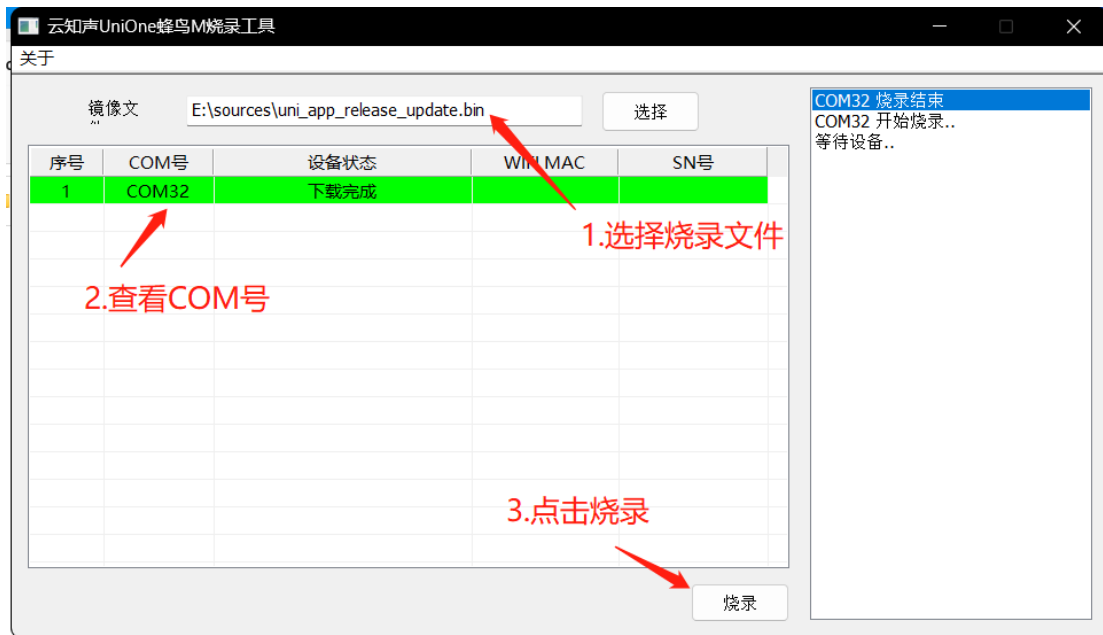 云知声UniOne蜂鸟M烧录工具
关于
镜像文
E:\sources\uni_app_release_update.bin
选择
序号 COM号 设备状态 WIFI MAC SN号
1 COM32 下载完成
1.选择烧录文件
2.查看COM号
3.点击烧录
烧录
COM32 烧录结束
COM32 开始烧录..
等待设备..